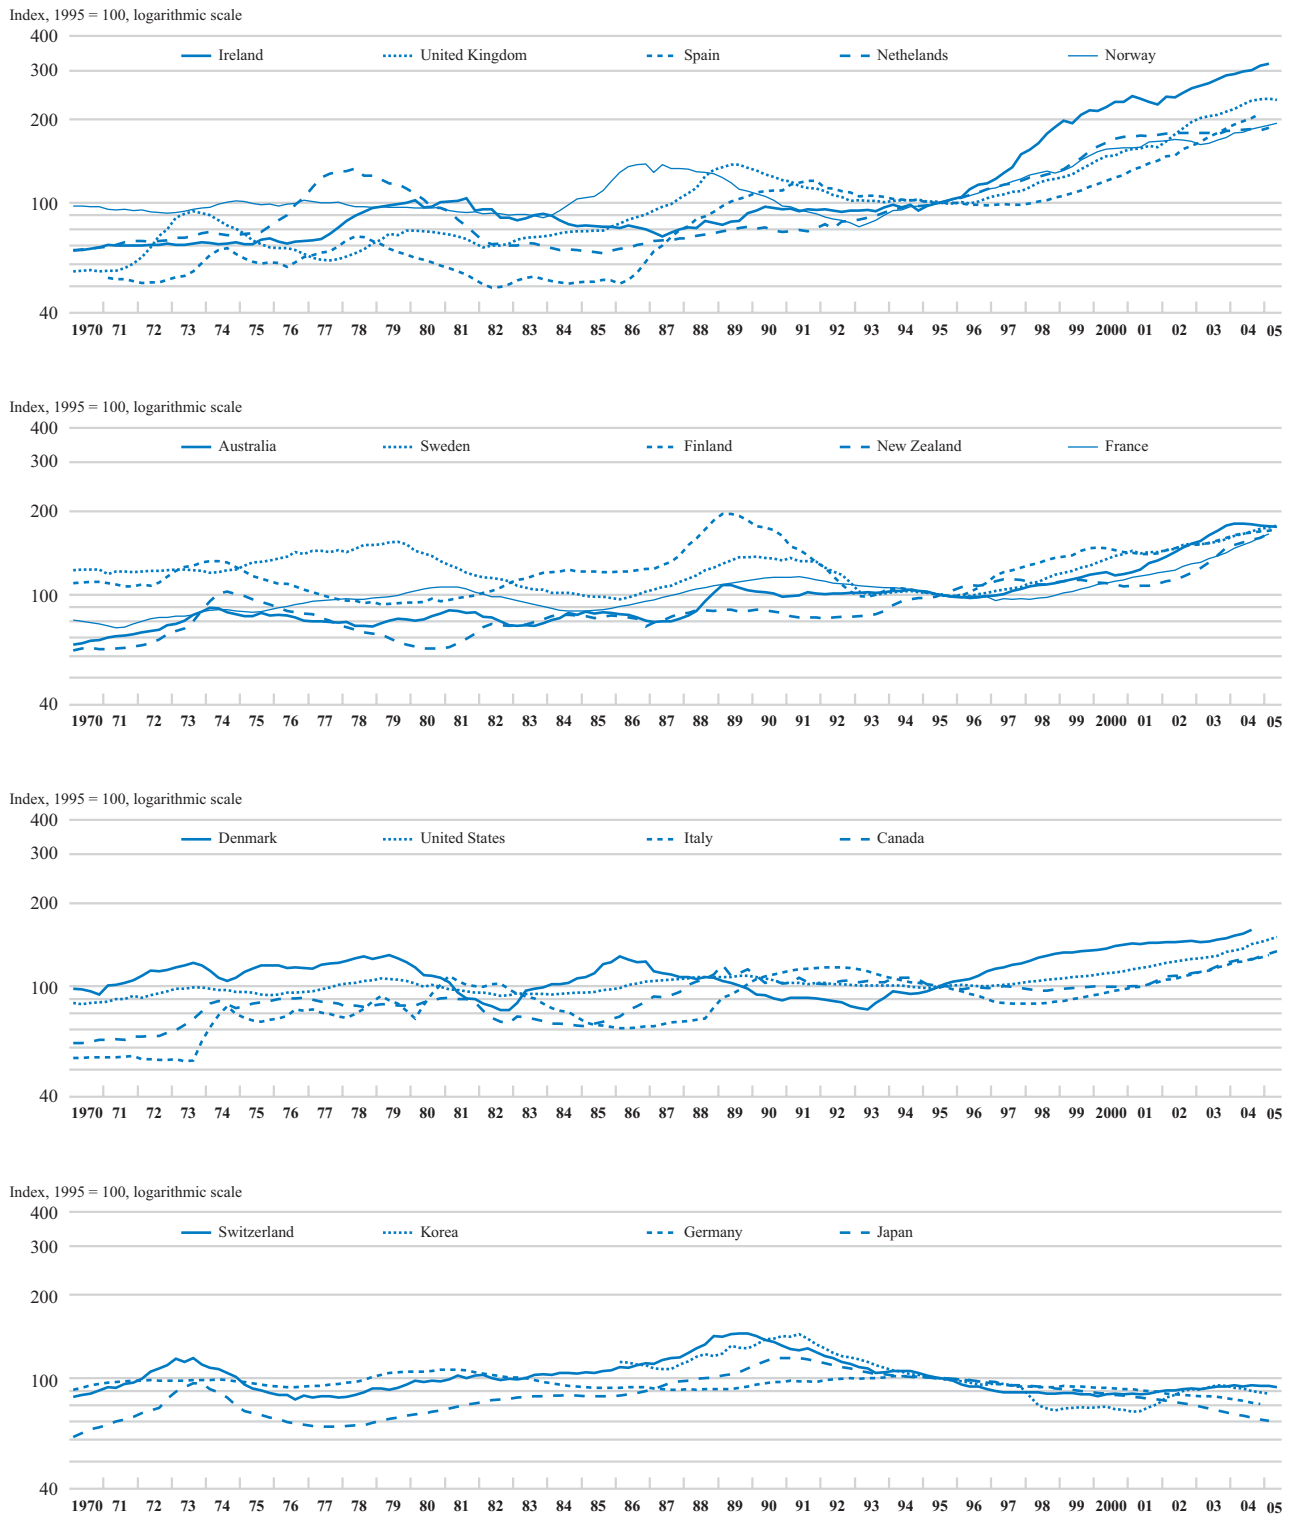 Index, 1995 = 100, logarithmic scale
400
Ireland United Kingdom Spain Nethelands Norway
300
200
100
40
1970 71 72 73 74 75 76 77 78 79 80 81 82 83 84 85 86 87 88 89 90 91 92 93 94 95 96 97 98 99 2000 01 02 03 04 05
Index, 1995 = 100, logarithmic scale
400
Australia Sweden Finland New Zealand France
300
200
100
40
1970 71 72 73 74 75 76 77 78 79 80 81 82 83 84 85 86 87 88 89 90 91 92 93 94 95 96 97 98 99 2000 01 02 03 04 05
Index, 1995 = 100, logarithmic scale
400
Denmark United States Italy Canada
300
200
100
40
1970 71 72 73 74 75 76 77 78 79 80 81 82 83 84 85 86 87 88 89 90 91 92 93 94 95 96 97 98 99 2000 01 02 03 04 05
Index, 1995 = 100, logarithmic scale
400
Switzerland Korea Germany Japan
300
200
100
40
1970 71 72 73 74 75 76 77 78 79 80 81 82 83 84 85 86 87 88 89 90 91 92 93 94 95 96 97 98 99 2000 01 02 03 04 05